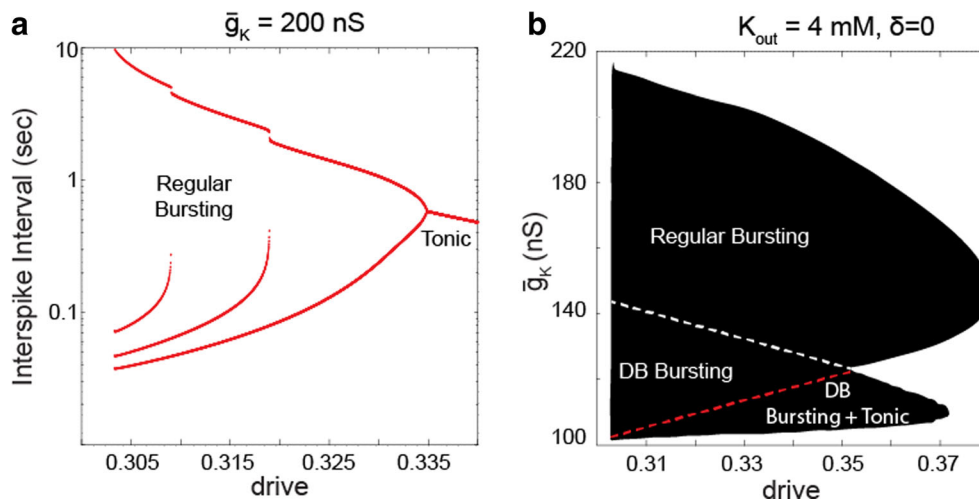 a
ḡK = 200 nS
Interspike Interval (sec)
10
1
0.1
Regular
Bursting
Tonic
0.305
0.315
0.325
0.335
drive
b
Kout = 4 mM, δ=0
ḡK (nS)
220
180
140
100
Regular Bursting
DB Bursting
DB
Bursting + Tonic
0.31
0.33
0.35
0.37
drive